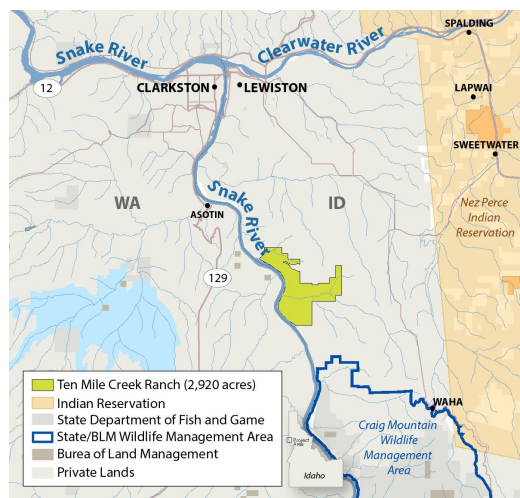 SPALDING
Snake River
Clearwater River
12
CLARKSTON
LEWISTON
LAPWAI
SWEETWATER
Snake River
WA
ID
ASOTIN
Nez Perce
Indian
Reservation
129
Ten Mile Creek Ranch (2,920 acres)
Indian Reservation
State Department of Fish and Game
State/BLM Wildlife Management Area
Burea of Land Management
Private Lands
WAHA
Craig Mountain
Wildlife
Management
Area
Project
Area
Idaho